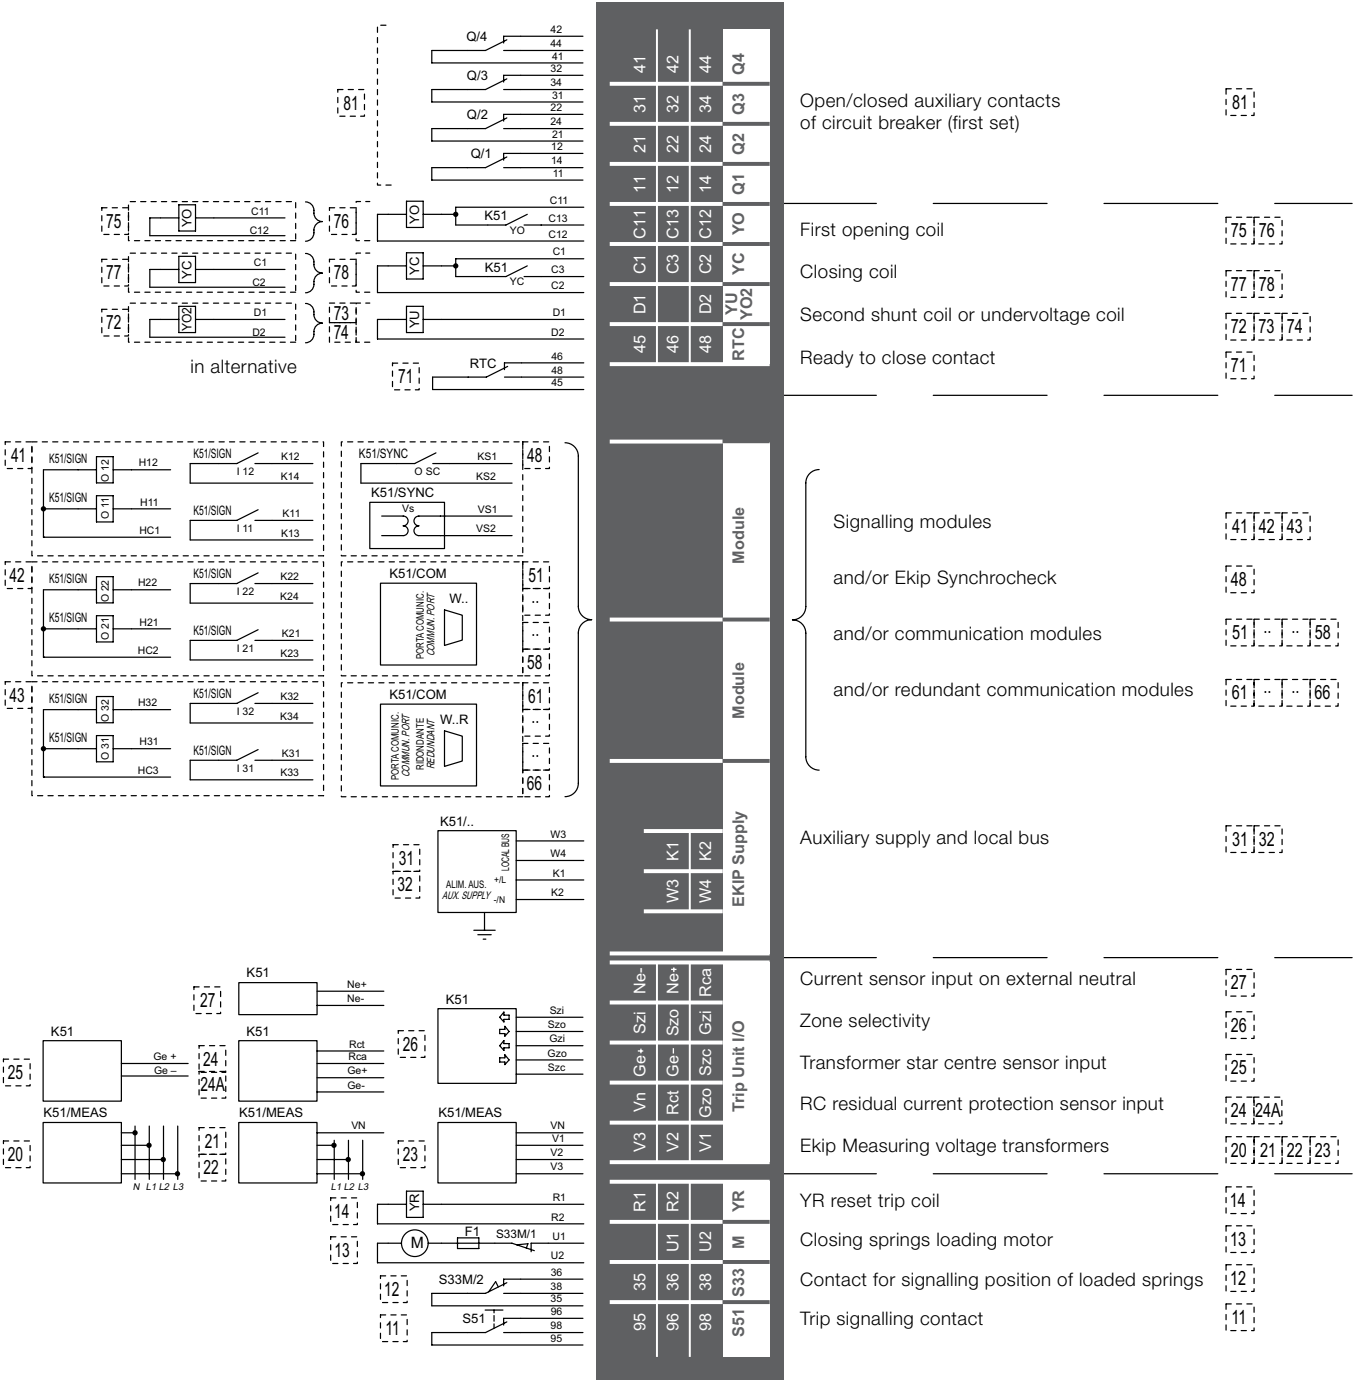 Q/4 42
44
41
Q/3 32
34
31
Q/2 22
24
21
Q/1 12
14
11
81
41 42 44 Q4
31 32 34 Q3
21 22 24 Q2
11 12 14 Q1
Open/closed auxiliary contacts
of circuit breaker (first set)
81
75 YO C11
C12
76 YO K51 YO C11
C13
C12
C11 C13 C12 YO
First opening coil
75 76
77 YC C1
C2
78 YC K51 YC C1
C3
C2
C1 C3 C2 YC
Closing coil
77 78
72 YO2 D1
D2
73
74
YU D1
D2
D1 D2 YU
YO2
Second shunt coil or undervoltage coil
72 73 74
in alternative
71 RTC 46
48
45
45 46 48 RTC
Ready to close contact
71
41 K51/SIGN O 12 H12
K51/SIGN O 11 H11
HC1
K51/SIGN I 12 K12
K14
K51/SIGN I 11 K11
K13
K51/SYNC O SC KS1
KS2
48
K51/SYNC
Vs VS1
VS2
42 K51/SIGN O 22 H22
K51/SIGN O 21 H21
HC2
K51/SIGN I 22 K22
K24
K51/SIGN I 21 K21
K23
K51/COM
PORTA COMUNIC.
COMMUN. PORT
W..
51
..
..
58
43 K51/SIGN O 32 H32
K51/SIGN O 31 H31
HC3
K51/SIGN I 32 K32
K34
K51/SIGN I 31 K31
K33
K51/COM
PORTA COMUNIC.
COMMUN. PORT
RIDONDANTE
REDUNDANT
W..R
61
..
..
66
Module
Module
Signalling modules
41 42 43
and/or Ekip Synchrocheck
48
and/or communication modules
51 .. .. 58
and/or redundant communication modules
61 .. .. 66
31
32
K51/..
LOCAL BUS
ALIM. AUS.
AUX. SUPPLY
+/L
-/N
W3
W4
K1
K2
K1 K2
W3 W4
EKIP Supply
Auxiliary supply and local bus
31 32
27 K51 Ne+
Ne-
26 K51 Szi
Szo
Gzi
Gzo
Szc
25 K51 Ge +
Ge –
24
24A
K51 Rct
Rca
Ge+
Ge-
20 K51/MEAS
N L1 L2 L3
21
22
K51/MEAS VN
L1 L2 L3
23 K51/MEAS VN
V1
V2
V3
Ne- Ne+ Rca
Szi Szo Gzi
Ge+ Ge- Szc
Vn Rct Gzo
V3 V2 V1
Trip Unit I/O
Current sensor input on external neutral
27
Zone selectivity
26
Transformer star centre sensor input
25
RC residual current protection sensor input
24 24A
Ekip Measuring voltage transformers
20 21 22 23
14 YR R1
R2
R1 R2 YR
YR reset trip coil
14
13 M F1 S33M/1 U1
U2
U1 U2 M
Closing springs loading motor
13
12 S33M/2 36
38
35
35 36 38 S33
Contact for signalling position of loaded springs
12
11 S51 96
98
95
95 96 98 S51
Trip signalling contact
11